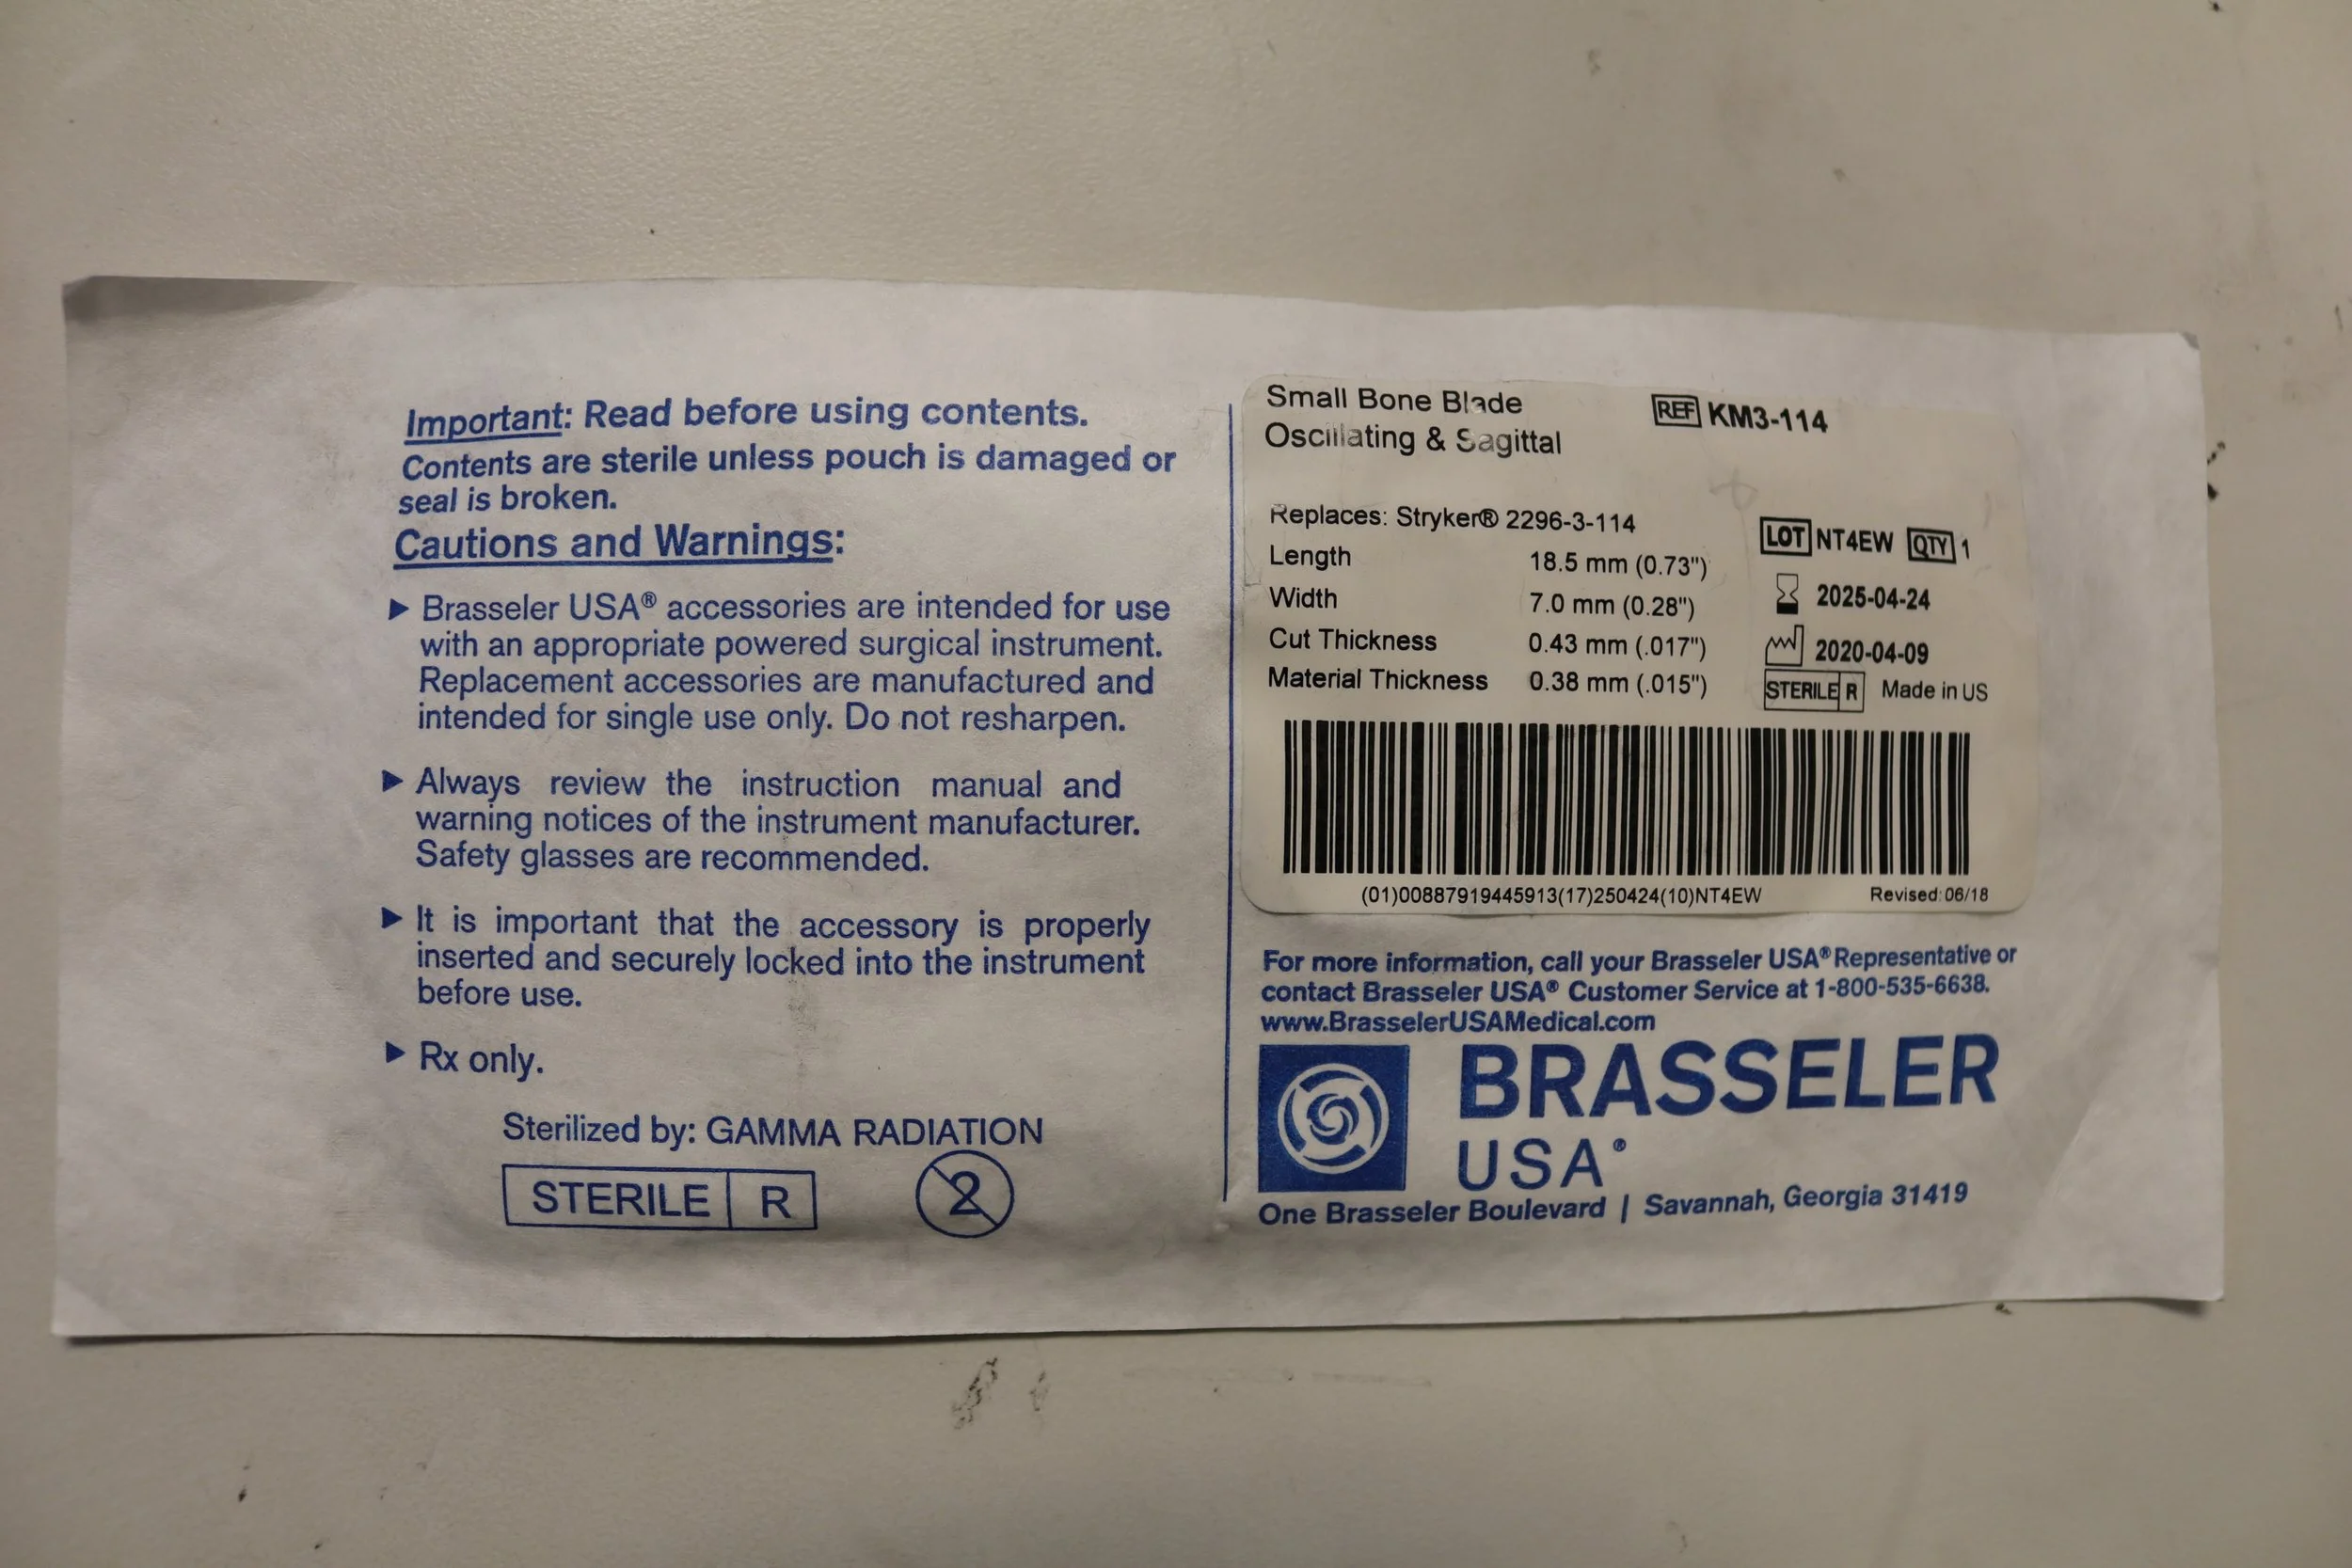 Important: Read before using contents.
Contents are sterile unless pouch is damaged or
seal is broken.
Cautions and Warnings:
▶ Brasseler USA® accessories are intended for use
with an appropriate powered surgical instrument.
Replacement accessories are manufactured and
intended for single use only. Do not resharpen.
▶ Always review the instruction manual and
warning notices of the instrument manufacturer.
Safety glasses are recommended.
▶ It is important that the accessory is properly
inserted and securely locked into the instrument
before use.
▶ Rx only.
Sterilized by: GAMMA RADIATION
STERILE R 2
Small Bone Blade
Oscillating & Sagittal
REF KM3-114
Replaces: Stryker® 2296-3-114
Length 18.5 mm (0.73")
Width 7.0 mm (0.28")
Cut Thickness 0.43 mm (.017")
Material Thickness 0.38 mm (.015")
LOT NT4EW QTY 1
2025-04-24
2020-04-09
STERILE R Made in US
(01)00887919445913(17)250424(10)NT4EW
Revised: 06/18
For more information, call your Brasseler USA® Representative or
contact Brasseler USA® Customer Service at 1-800-535-6638.
www.BrasselerUSAMedical.com
BRASSELER
USA®
One Brasseler Boulevard | Savannah, Georgia 31419